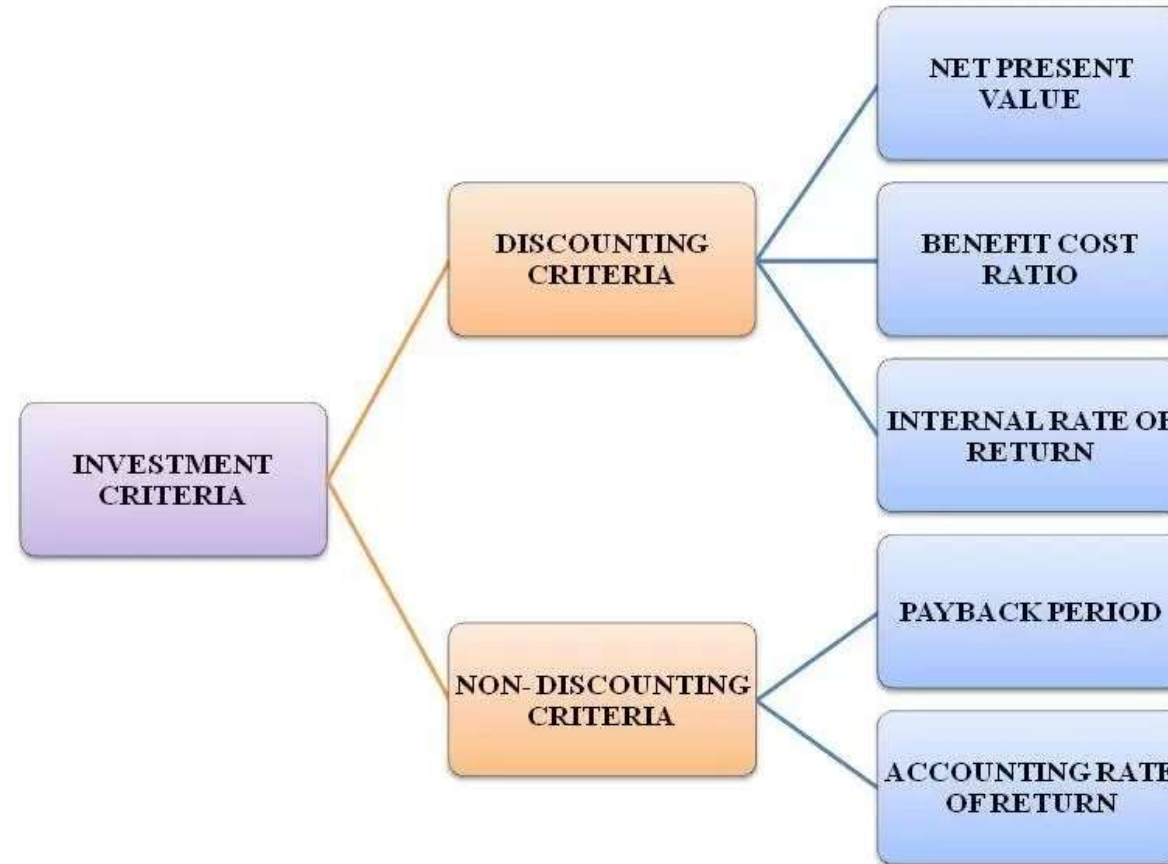 NET PRESENT
VALUE
DISCOUNTING
CRITERIA
BENEFIT COST
RATIO
INTERNAL RATE OF
RETURN
INVESTMENT
CRITERIA
PAYBACK PERIOD
NON- DISCOUNTING
CRITERIA
ACCOUNTING RATE
OF RETURN